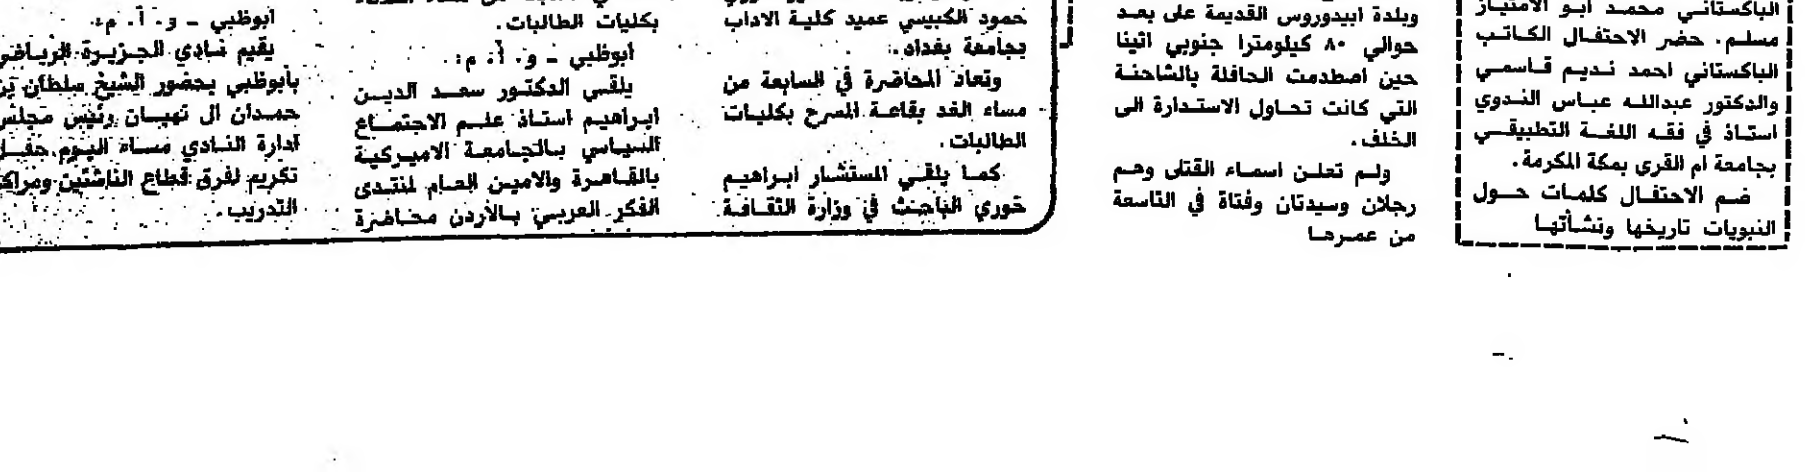 الباكستاني محمد ابو الامتياز
مسلم. حضر الاحتفال الكاتب
الباكستاني احمد نديم قاسمي
والدكتور عبدالله عباس الندوي
استاذ في فقه اللغة التطبيقي
بجامعة ام القرى بمكة المكرمة.
ضم الاحتفال كلمات حول
النبويات تاريخها ونشأتها
وبلدة ابيدوروس القديمة على بعد
حوالي ٨٠ كيلومترا جنوبي اثينا
حين اصطدمت الحافلة بالشاحنة
التي كانت تحاول الاستدارة الى
الخلف.
ولم تعلن اسماء القتلى وهم
رجلان وسيدتان وفتاة في التاسعة
من عمرها
حمود الكبيسي عميد كلية الاداب
بجامعة بغداد.
وتعاد المحاضرة في السابعة من
مساء الغد بقاعة المسرح بكليات
الطالبات.
كما يلقي المستشار ابراهيم
خوري الباحث في وزارة الثقافة
بكليات الطالبات.
ابوظبي - و. أ. م:
يلقي الدكتور سعد الدين
ابراهيم استاذ علم الاجتماع
السياسي بالجامعة الاميركية
بالقاهرة والامين العام لمنتدى
الفكر العربي بالأردن محاضرة
ابوظبي - و. أ. م:
يقيم نادي الجزيرة الرياضي
بأبوظبي بحضور الشيخ سلطان بن
حمدان ال نهيان رئيس مجلس
ادارة النادي مساء اليوم حفل
تكريم لفرق قطاع الناشئين ومراكز
التدريب.